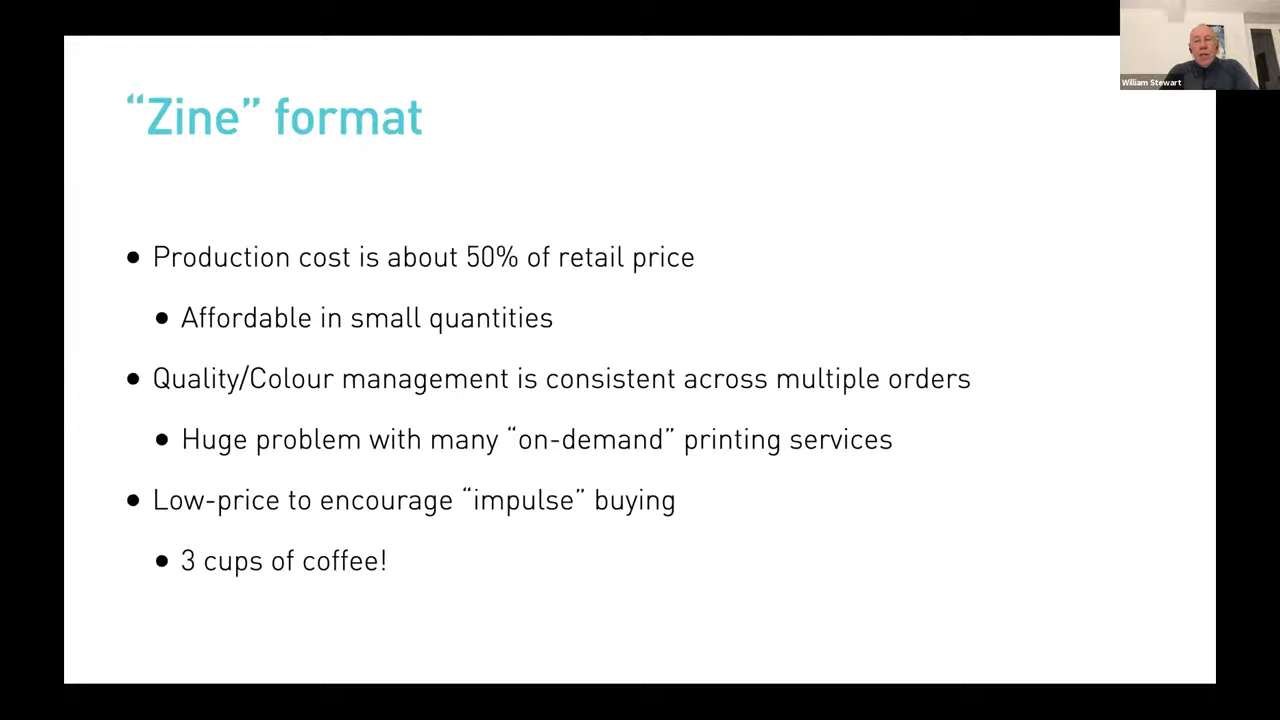 “Zine” format
• Production cost is about 50% of retail price
• Affordable in small quantities
• Quality/Colour management is consistent across multiple orders
• Huge problem with many “on-demand” printing services
• Low-price to encourage “impulse” buying
• 3 cups of coffee!
William Stewart